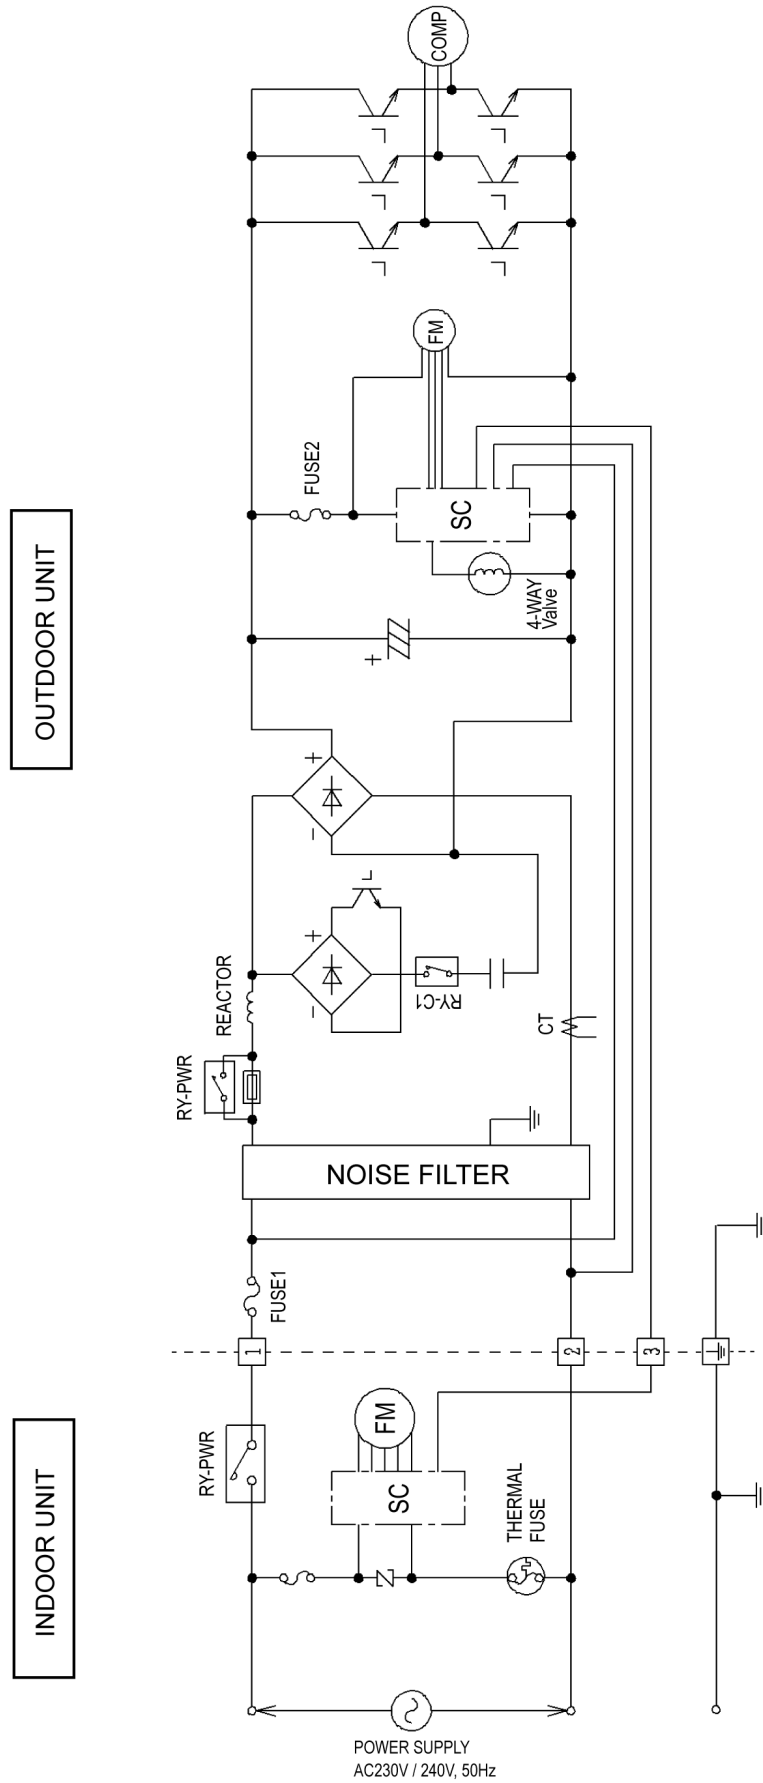 COMP
FM
FUSE2
SC
4-WAY
Valve
OUTDOOR UNIT
+
+
−
REACTOR
+
−
RY-C1
CT
RY-PWR
NOISE FILTER
FUSE1
1
2
3
RY-PWR
FM
SC
THERMAL
FUSE
INDOOR UNIT
POWER SUPPLY
AC230V / 240V, 50Hz